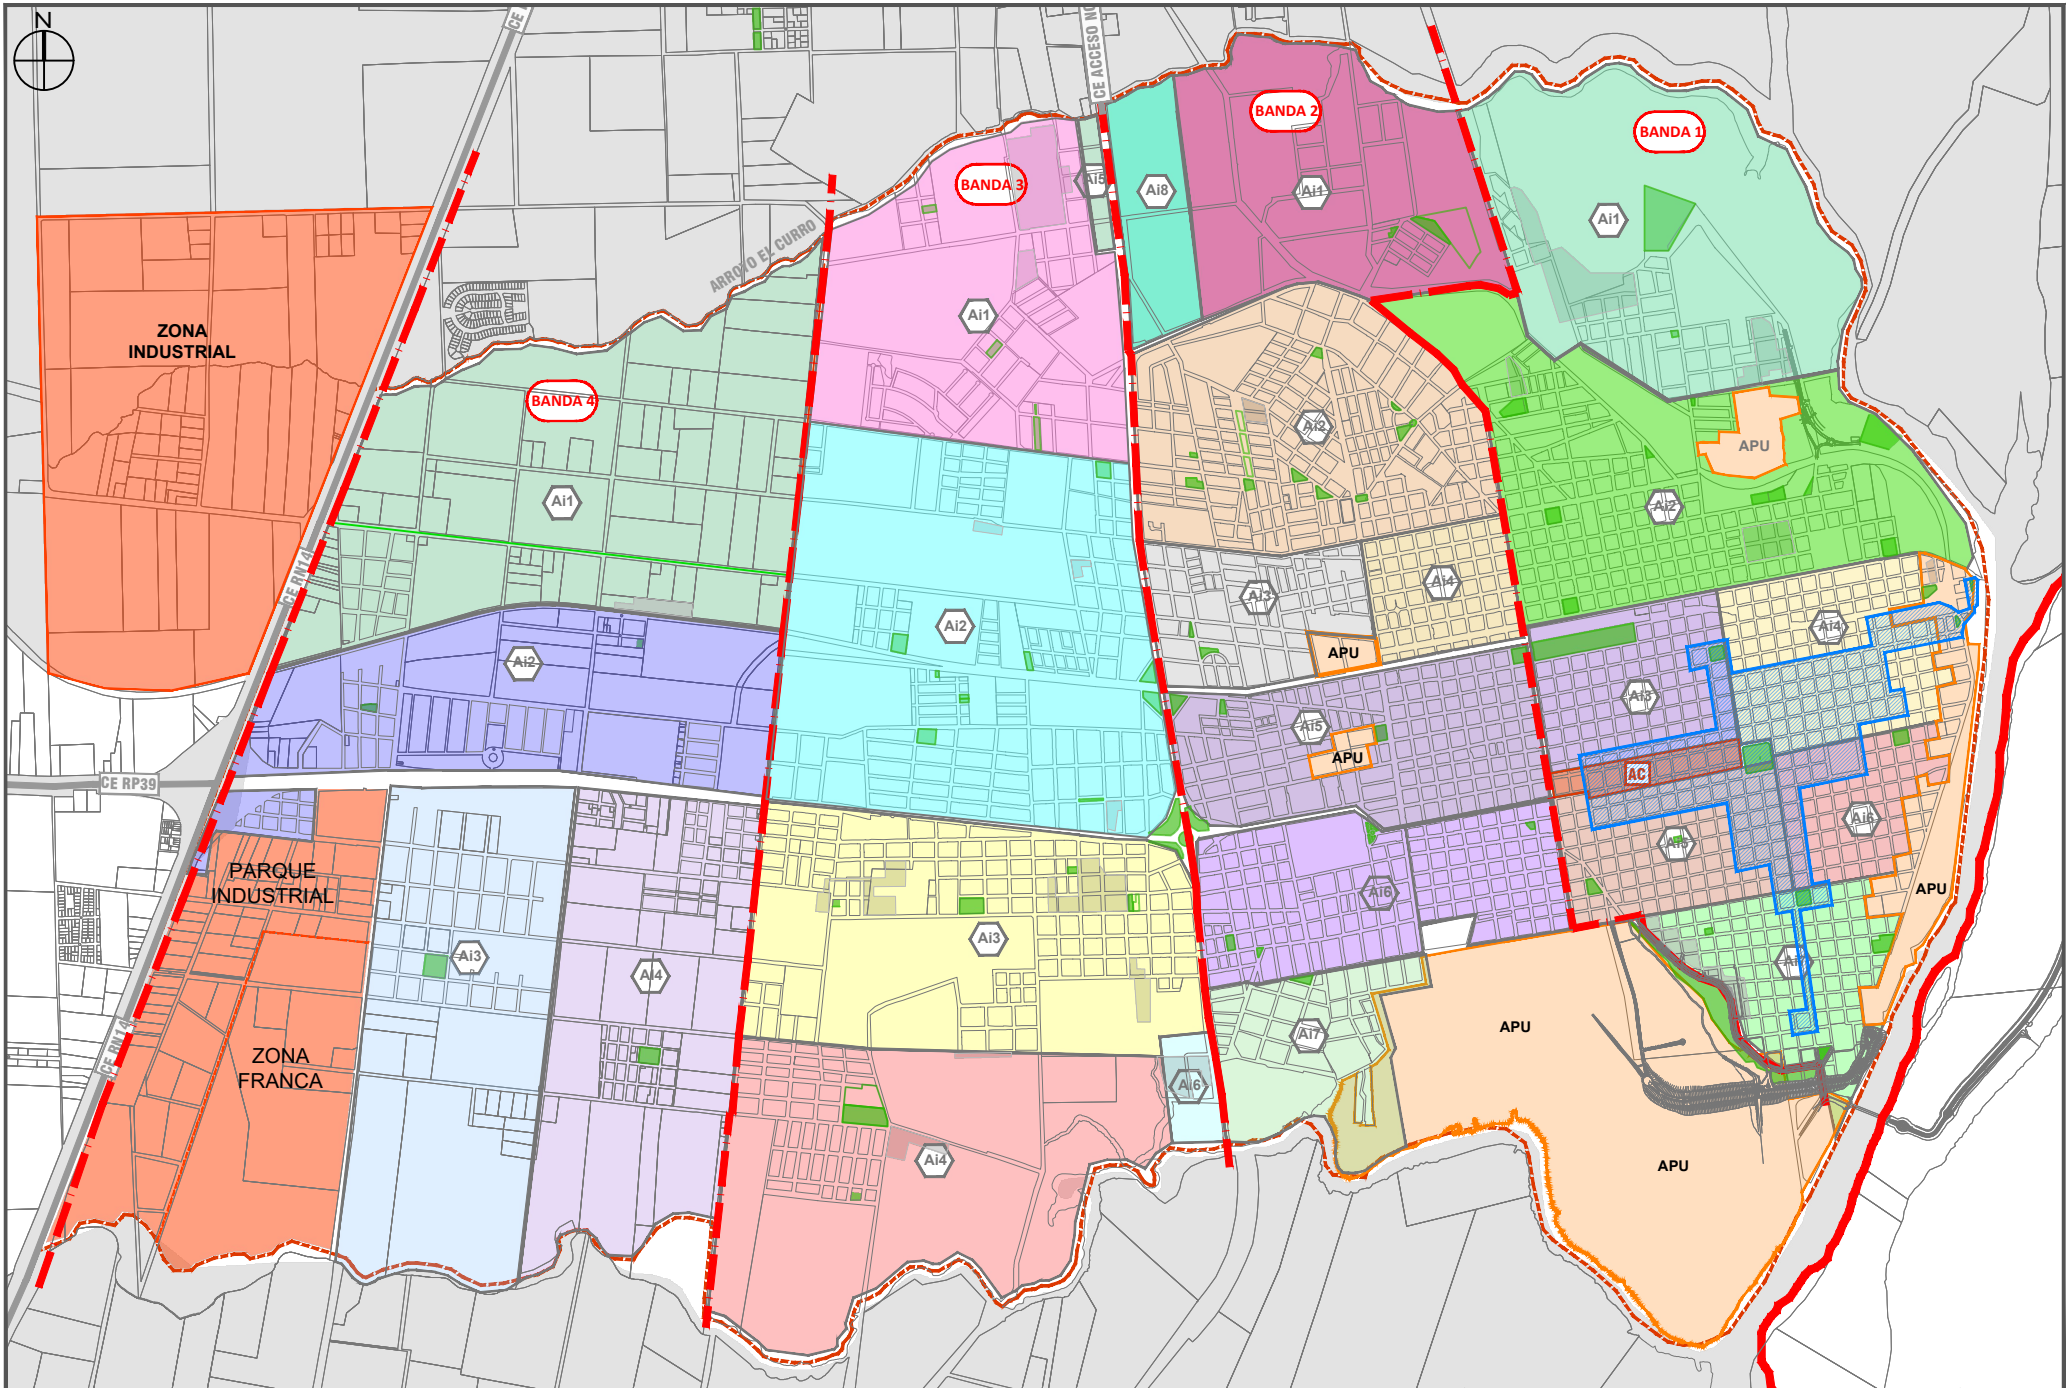 N
CE
CE ACCESO NO
BANDA 2
BANDA 1
BANDA 3
Ai5
Ai8
Ai1
Ai1
ARROYO EL CURRO
Ai1
ZONA
INDUSTRIAL
BANDA 4
Ai2
APU
Ai1
Ai2
CE RN14
Ai4
Ai3
Ai2
Ai4
APU
Ai2
Ai3
Ai5
APU
AC
CE RP39
Ai6
Ai5
PARQUE
INDUSTRIAL
Ai6
APU
Ai3
Ai3
Ai4
Ai7
CE RN14
ZONA
FRANCA
APU
Ai7
Ai6
Ai4
APU